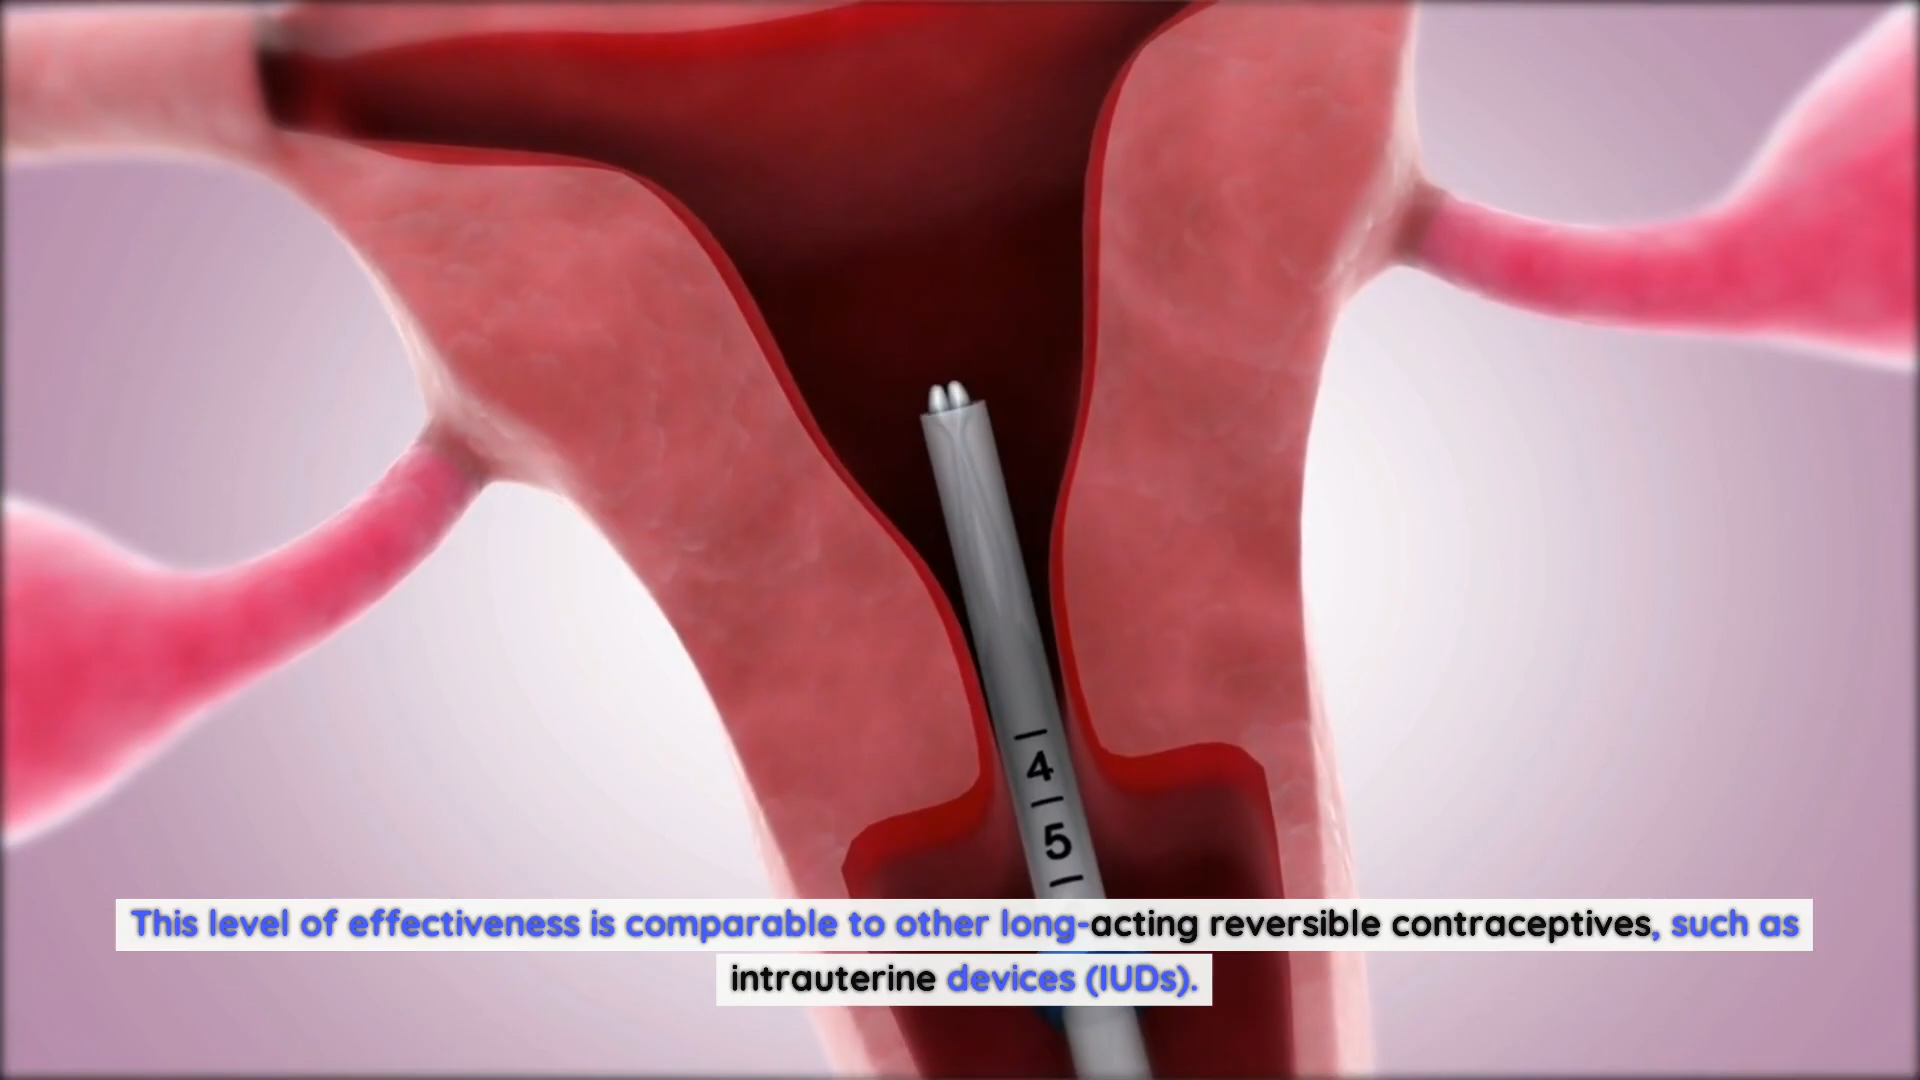 4
5
This level of effectiveness is comparable to other long-acting reversible contraceptives, such as
intrauterine devices (IUDs).